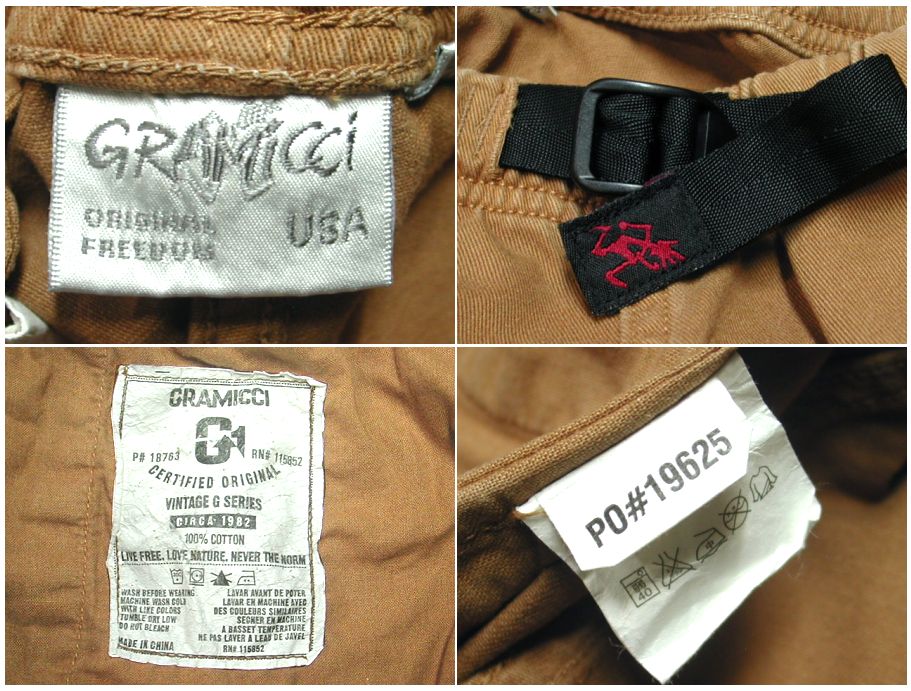 GRAMICCI
ORIGINAL
FREEDOM
USA
GRAMICCI
G
P# 18763
RN# 115852
CERTIFIED ORIGINAL
VINTAGE G SERIES
CIRCA 1982
100% COTTON
LIVE FREE. LOVE NATURE. NEVER THE NORM
WASH BEFORE WEARING.
MACHINE WASH COLD
WITH LIKE COLORS
TUMBLE DRY LOW
DO NOT BLEACH
MADE IN CHINA
LAVAR AVANT DE POTER
LAVAR EN MACHINE AVEC
DES COULEURS SIMILAIRES
SECHER EN MACHINE
A BASSET TEMPERATURE
NE PAS LAVER A LEAU DE JAVEL
RN# 115852
PO#19625
40